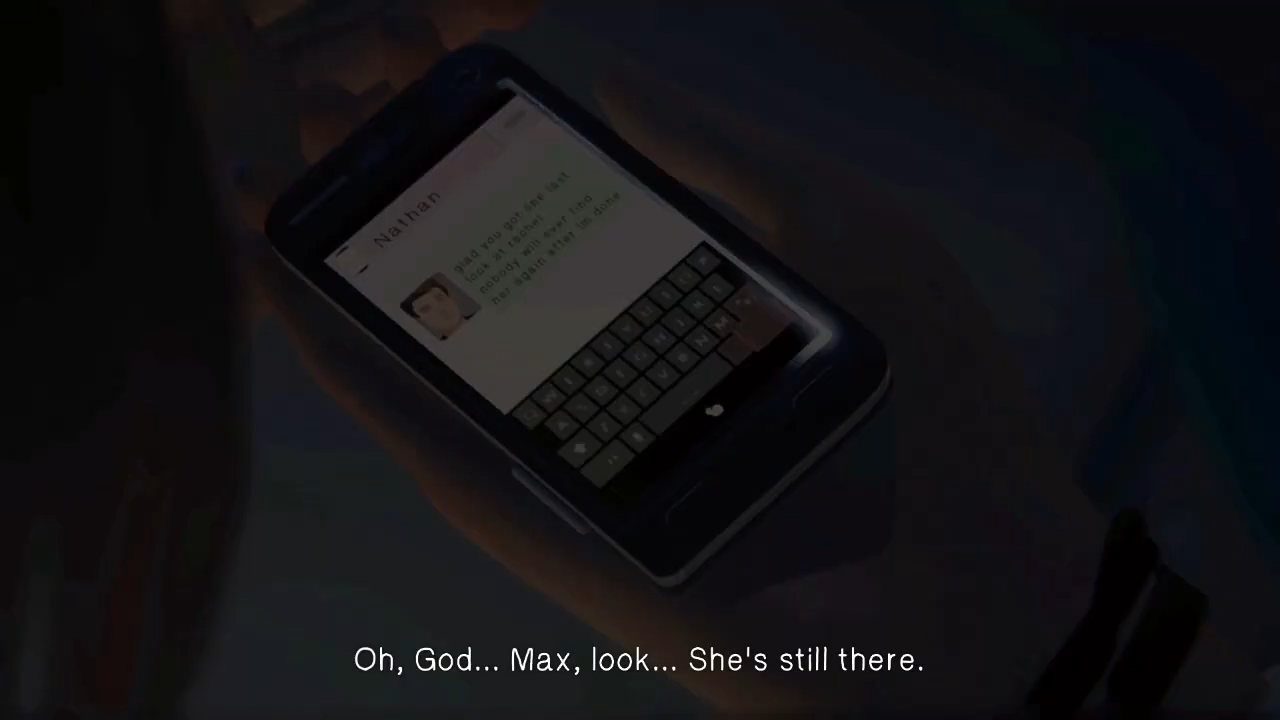 Nathan
glad you got one last
look at rachel
nobody will ever find
her again after im done
Oh, God... Max, look... She's still there.